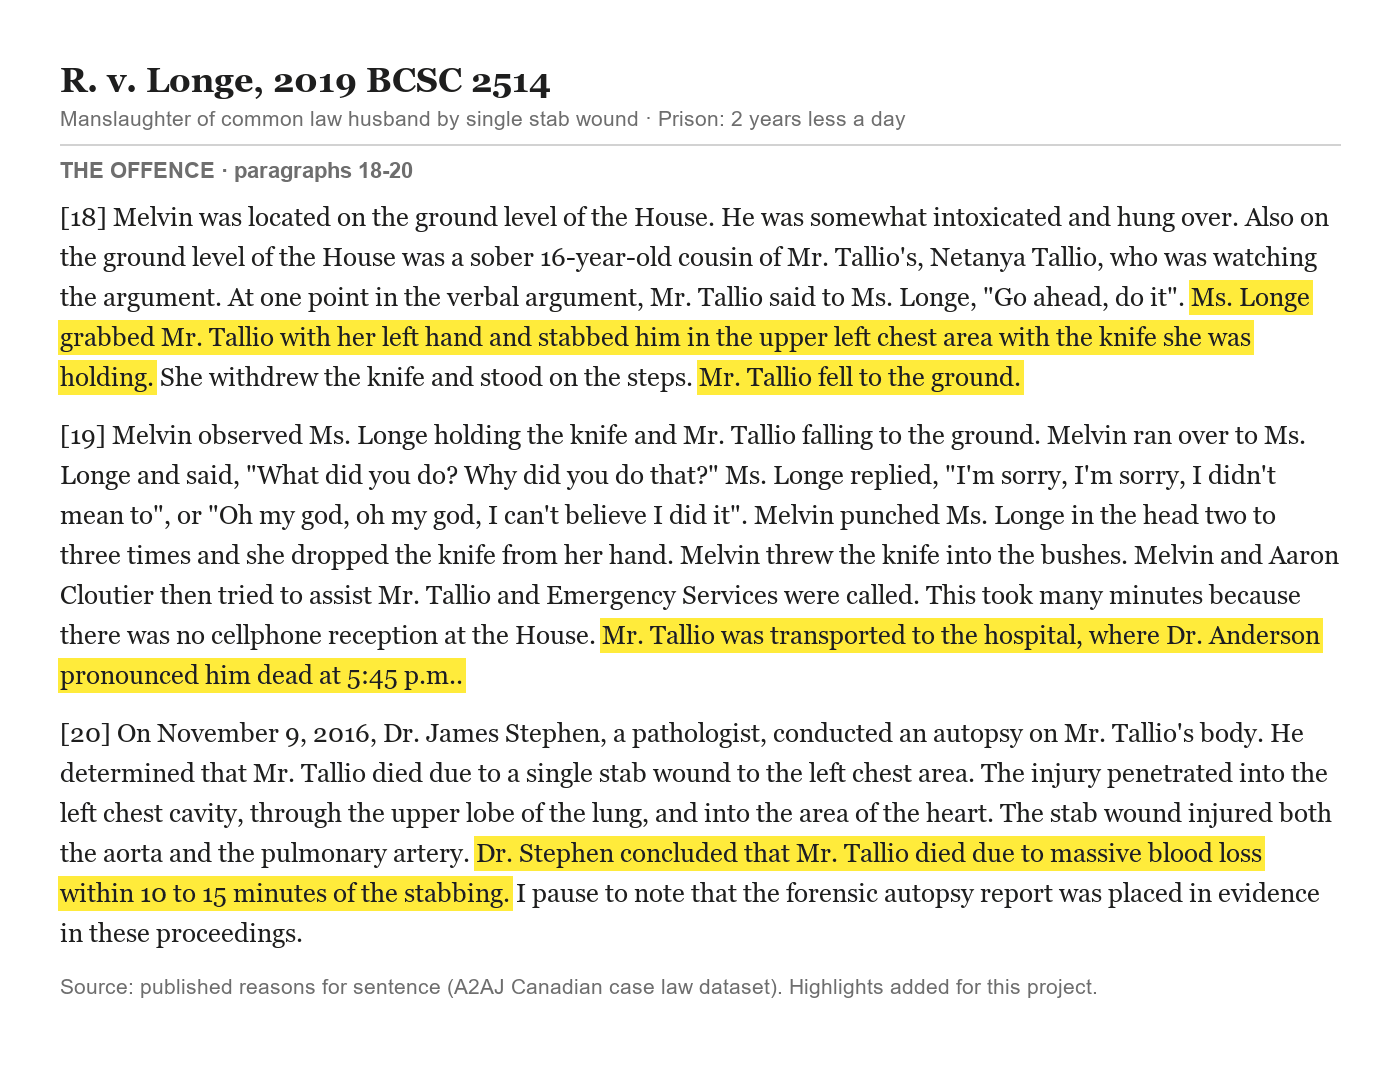 R. v. Longe, 2019 BCSC 2514
Manslaughter of common law husband by single stab wound · Prison: 2 years less a day
THE OFFENCE · paragraphs 18-20
[18] Melvin was located on the ground level of the House. He was somewhat intoxicated and hung over. Also on
the ground level of the House was a sober 16-year-old cousin of Mr. Tallio's, Netanya Tallio, who was watching
the argument. At one point in the verbal argument, Mr. Tallio said to Ms. Longe, "Go ahead, do it". Ms. Longe
grabbed Mr. Tallio with her left hand and stabbed him in the upper left chest area with the knife she was
holding. She withdrew the knife and stood on the steps. Mr. Tallio fell to the ground.
[19] Melvin observed Ms. Longe holding the knife and Mr. Tallio falling to the ground. Melvin ran over to Ms.
Longe and said, "What did you do? Why did you do that?" Ms. Longe replied, "I'm sorry, I'm sorry, I didn't
mean to", or "Oh my god, oh my god, I can't believe I did it". Melvin punched Ms. Longe in the head two to
three times and she dropped the knife from her hand. Melvin threw the knife into the bushes. Melvin and Aaron
Cloutier then tried to assist Mr. Tallio and Emergency Services were called. This took many minutes because
there was no cellphone reception at the House. Mr. Tallio was transported to the hospital, where Dr. Anderson
pronounced him dead at 5:45 p.m..
[20] On November 9, 2016, Dr. James Stephen, a pathologist, conducted an autopsy on Mr. Tallio's body. He
determined that Mr. Tallio died due to a single stab wound to the left chest area. The injury penetrated into the
left chest cavity, through the upper lobe of the lung, and into the area of the heart. The stab wound injured both
the aorta and the pulmonary artery. Dr. Stephen concluded that Mr. Tallio died due to massive blood loss
within 10 to 15 minutes of the stabbing. I pause to note that the forensic autopsy report was placed in evidence
in these proceedings.
Source: published reasons for sentence (A2AJ Canadian case law dataset). Highlights added for this project.